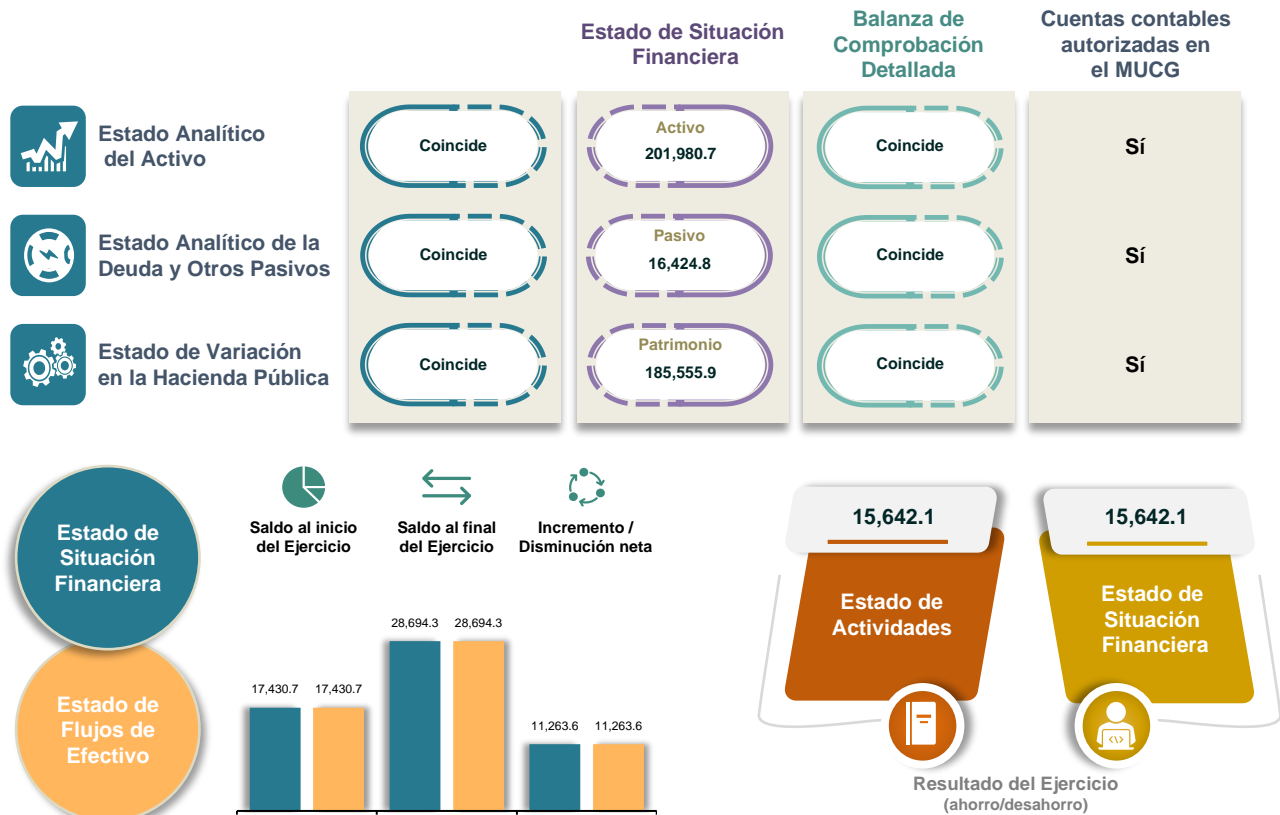 Estado de Situación
Financiera
Balanza de
Comprobación
Detallada
Cuentas contables
autorizadas en
el MUCG
Estado Analítico
del Activo
Coincide
Activo
201,980.7
Coincide
Sí
Estado Analítico de la
Deuda y Otros Pasivos
Coincide
Pasivo
16,424.8
Coincide
Sí
Estado de Variación
en la Hacienda Pública
Coincide
Patrimonio
185,555.9
Coincide
Sí
Estado de
Situación
Financiera
Estado de
Flujos de
Efectivo
Saldo al inicio
del Ejercicio
Saldo al final
del Ejercicio
Incremento /
Disminución neta
17,430.7 17,430.7
28,694.3 28,694.3
11,263.6 11,263.6
15,642.1
Estado de
Actividades
15,642.1
Estado de
Situación
Financiera
Resultado del Ejercicio
(ahorro/desahorro)